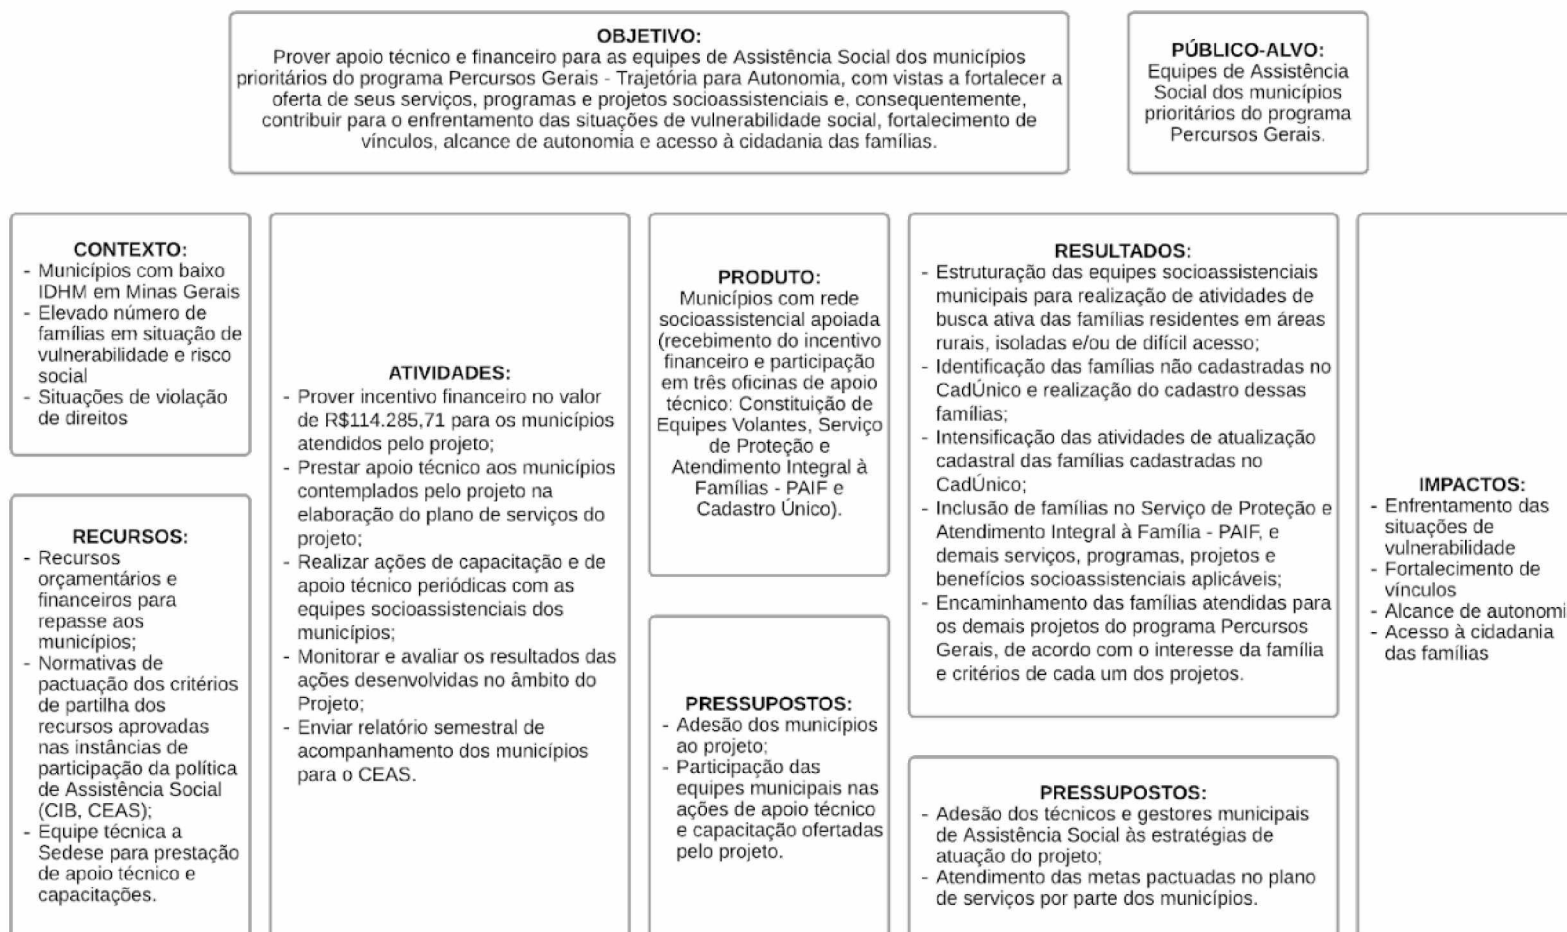 OBJETIVO:
Prover apoio técnico e financeiro para as equipes de Assistência Social dos municípios
prioritários do programa Percursos Gerais - Trajetória para Autonomia, com vistas a fortalecer a
oferta de seus serviços, programas e projetos socioassistenciais e, consequentemente,
contribuir para o enfrentamento das situações de vulnerabilidade social, fortalecimento de
vínculos, alcance de autonomia e acesso à cidadania das famílias.
PÚBLICO-ALVO:
Equipes de Assistência
Social dos municípios
prioritários do programa
Percursos Gerais.
CONTEXTO:
- Municípios com baixo
IDHM em Minas Gerais
- Elevado número de
famílias em situação de
vulnerabilidade e risco
social
- Situações de violação
de direitos
RECURSOS:
- Recursos
orçamentários e
financeiros para
repasse aos
municípios;
- Normativas de
pactuação dos critérios
de partilha dos
recursos aprovadas
nas instâncias de
participação da política
de Assistência Social
(CIB, CEAS);
- Equipe técnica a
Sedese para prestação
de apoio técnico e
capacitações.
ATIVIDADES:
- Prover incentivo financeiro no valor
de R$114.285,71 para os municípios
atendidos pelo projeto;
- Prestar apoio técnico aos municípios
contemplados pelo projeto na
elaboração do plano de serviços do
projeto;
- Realizar ações de capacitação e de
apoio técnico periódicas com as
equipes socioassistenciais dos
municípios;
- Monitorar e avaliar os resultados das
ações desenvolvidas no âmbito do
Projeto;
- Enviar relatório semestral de
acompanhamento dos municípios
para o CEAS.
PRODUTO:
Municípios com rede
socioassistencial apoiada
(recebimento do incentivo
financeiro e participação
em três oficinas de apoio
técnico: Constituição de
Equipes Volantes, Serviço
de Proteção e
Atendimento Integral à
Famílias - PAIF e
Cadastro Único).
PRESSUPOSTOS:
- Adesão dos municípios
ao projeto;
- Participação das
equipes municipais nas
ações de apoio técnico
e capacitação ofertadas
pelo projeto.
RESULTADOS:
- Estruturação das equipes socioassistenciais
municipais para realização de atividades de
busca ativa das famílias residentes em áreas
rurais, isoladas e/ou de difícil acesso;
- Identificação das famílias não cadastradas no
CadÚnico e realização do cadastro dessas
famílias;
- Intensificação das atividades de atualização
cadastral das famílias cadastradas no
CadÚnico;
- Inclusão de famílias no Serviço de Proteção e
Atendimento Integral à Família - PAIF, e
demais serviços, programas, projetos e
benefícios socioassistenciais aplicáveis;
- Encaminhamento das famílias atendidas para
os demais projetos do programa Percursos
Gerais, de acordo com o interesse da família
e critérios de cada um dos projetos.
PRESSUPOSTOS:
- Adesão dos técnicos e gestores municipais
de Assistência Social às estratégias de
atuação do projeto;
- Atendimento das metas pactuadas no plano
de serviços por parte dos municípios.
IMPACTOS:
- Enfrentamento das
situações de
vulnerabilidade
- Fortalecimento de
vínculos
- Alcance de autonomi
- Acesso à cidadania
das famílias